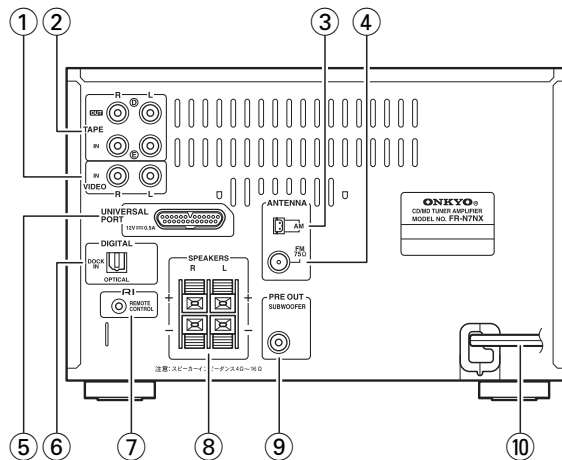 ① ② ③ ④
R L
OUT Ⓓ
TAPE
IN Ⓔ
IN
VIDEO
R L
UNIVERSAL
PORT
12V 0.5A
DIGITAL
DOCK
IN
OPTICAL
RI
REMOTE
CONTROL
SPEAKERS
R L
+ +
− −
注意：スピーカーインピーダンス4Ω～16Ω
ANTENNA
AM
FM
75Ω
PRE OUT
SUBWOOFER
ONKYO®
CD/MD TUNER AMPLIFIER
MODEL NO. FR-N7NX
⑤ ⑥ ⑦ ⑧ ⑨ ⑩